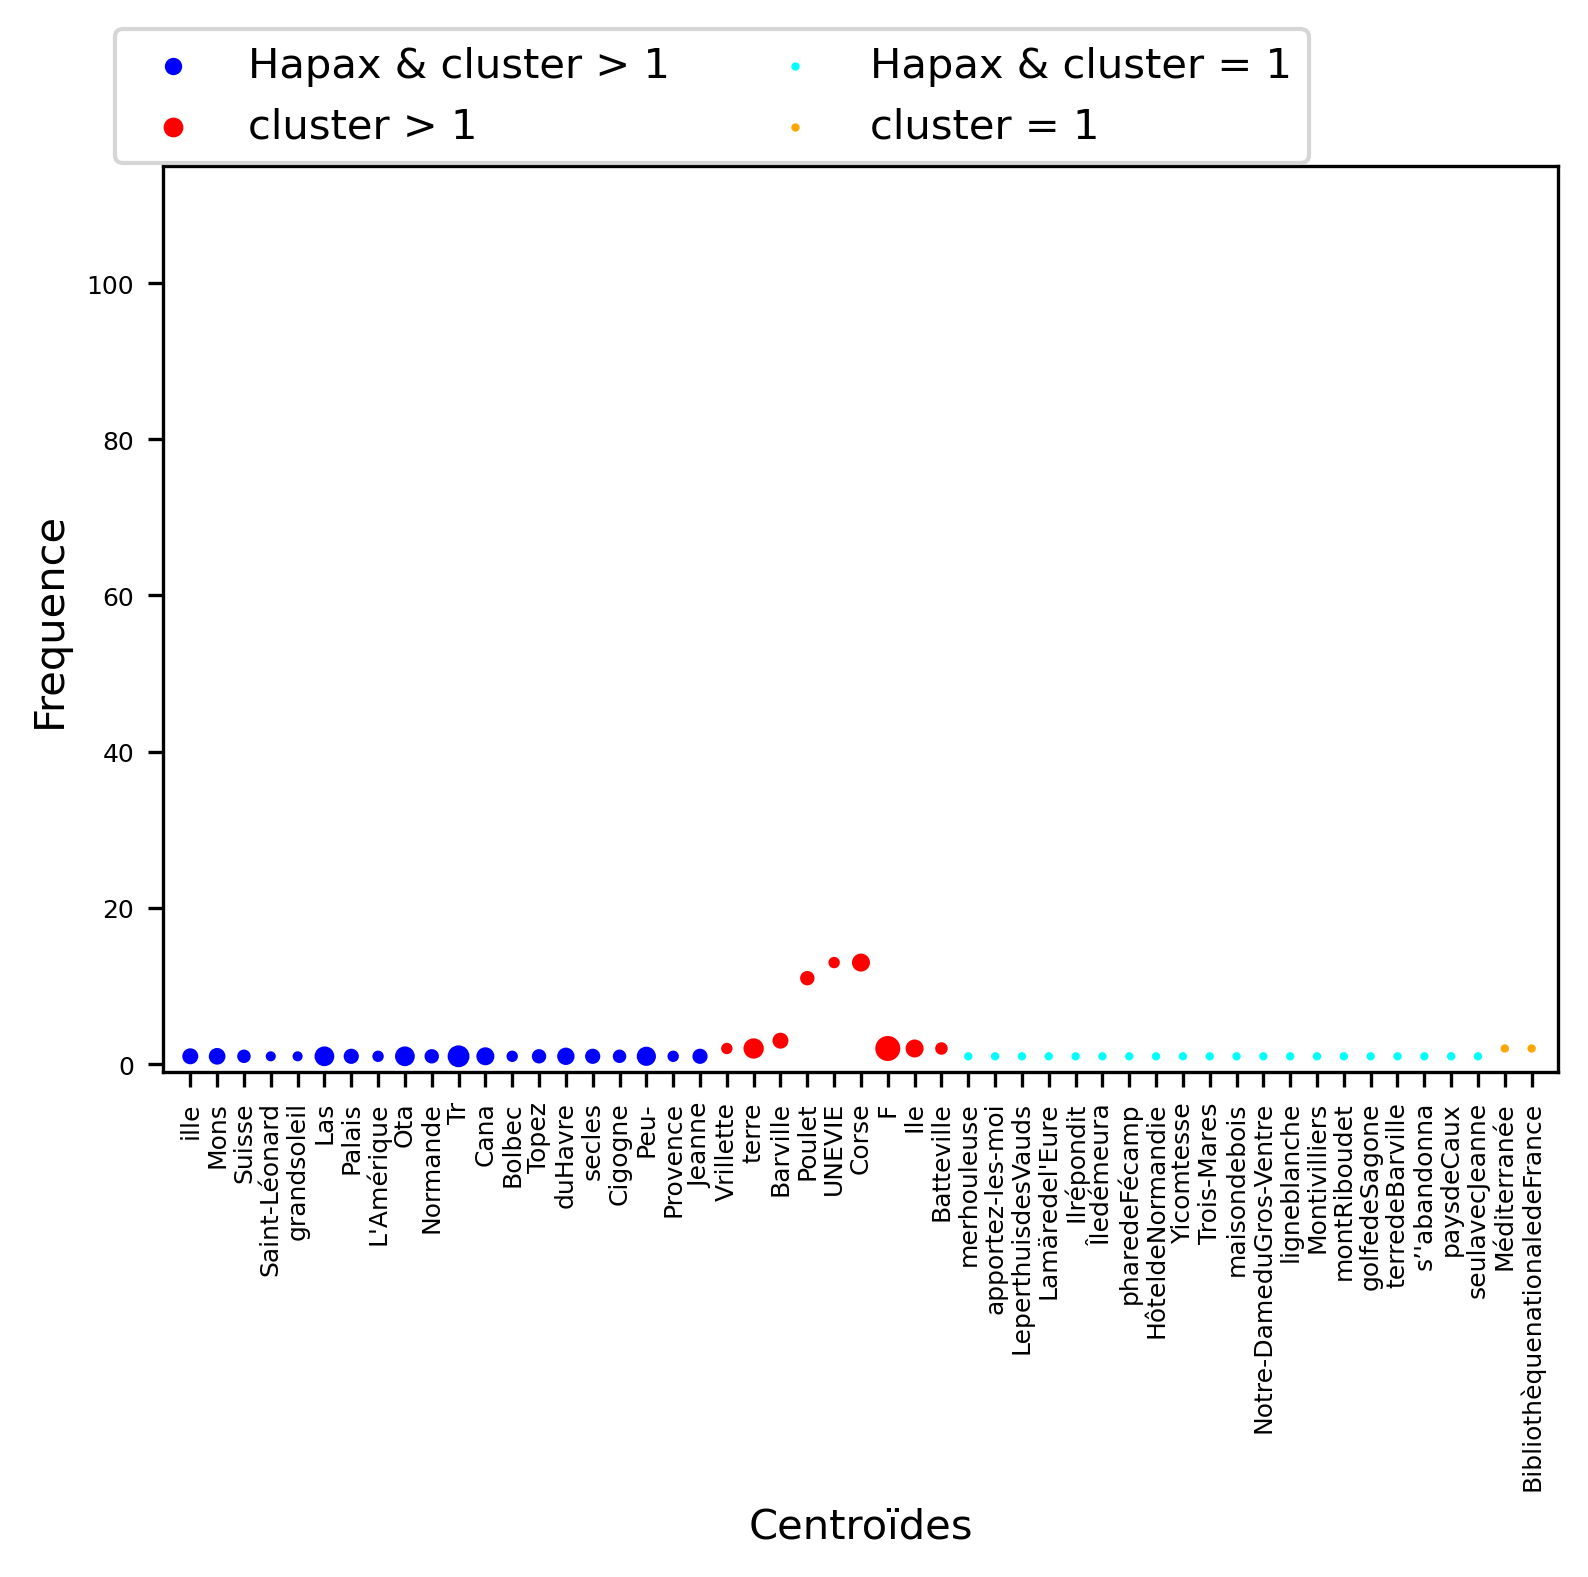 Hapax & cluster > 1
cluster > 1
Hapax & cluster = 1
cluster = 1
Frequence
100
80
60
40
20
0
ille
Mons
Suisse
Saint-Léonard
grandsoleil
Las
Palais
L'Amérique
Ota
Normande
Tr
Cana
Bolbec
Topez
duHavre
secles
Cigogne
Peu-
Provence
Jeanne
Vrillette
terre
Barville
Poulet
UNEVIE
Corse
F
Ile
Batteville
merhouleuse
apportez-les-moi
LeperthuisdesVauds
Lamäredel'Eure
Ilrépondit
Îledémeura
pharedeFécamp
HôteldeNormandie
Yicomtesse
Trois-Mares
maisondebois
Notre-DameduGros-Ventre
ligneblanche
Montivilliers
montRiboudet
golfedeSagone
terredeBarville
s’'abandonna
paysdeCaux
seulavecJeanne
Méditerranée
BibliothèquenationaledeFrance
Centroïdes